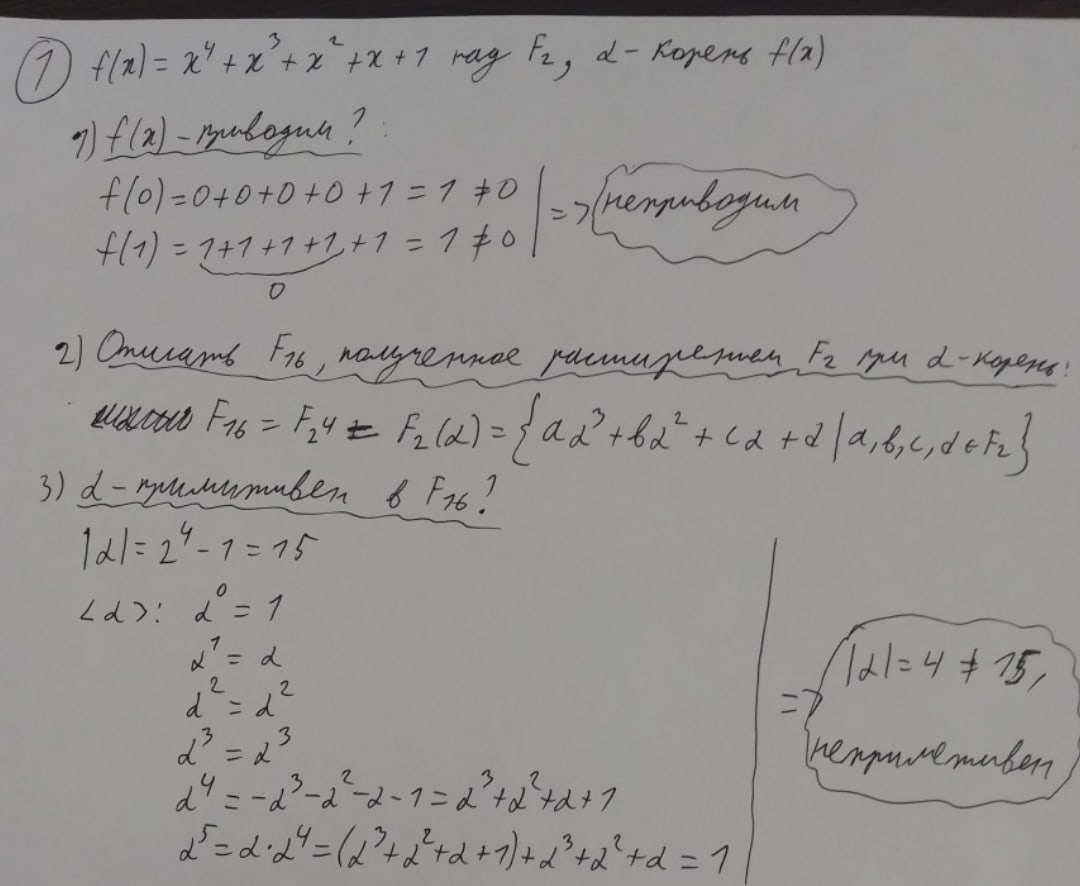 ① f(x) = x⁴ + x³ + x² + x + 1 над F₂, α - корень f(x)
1) f(x) - приводим? :
f(0) = 0+0+0+0+1 = 1 ≠ 0
f(1) = 1+1+1+1+1 = 1 ≠ 0 | => неприводим
0
2) Описать F₁₆, полученное расширением F₂ при α - корень:
F₁₆ = F₂⁴ = F₂(α) = {aα³ + bα² + cα + d | a, b, c, d ∈ F₂}
3) α - примитивен в F₁₆?
|α| = 2⁴ - 1 = 15
<α>: α⁰ = 1
α¹ = α
α² = α²
α³ = α³
α⁴ = -α³ - α² - α - 1 = α³ + α² + α + 1
α⁵ = α · α⁴ = (α³ + α² + α + 1) + α³ + α² + α = 1
=> |α| = 4 ≠ 15,
неприметивен